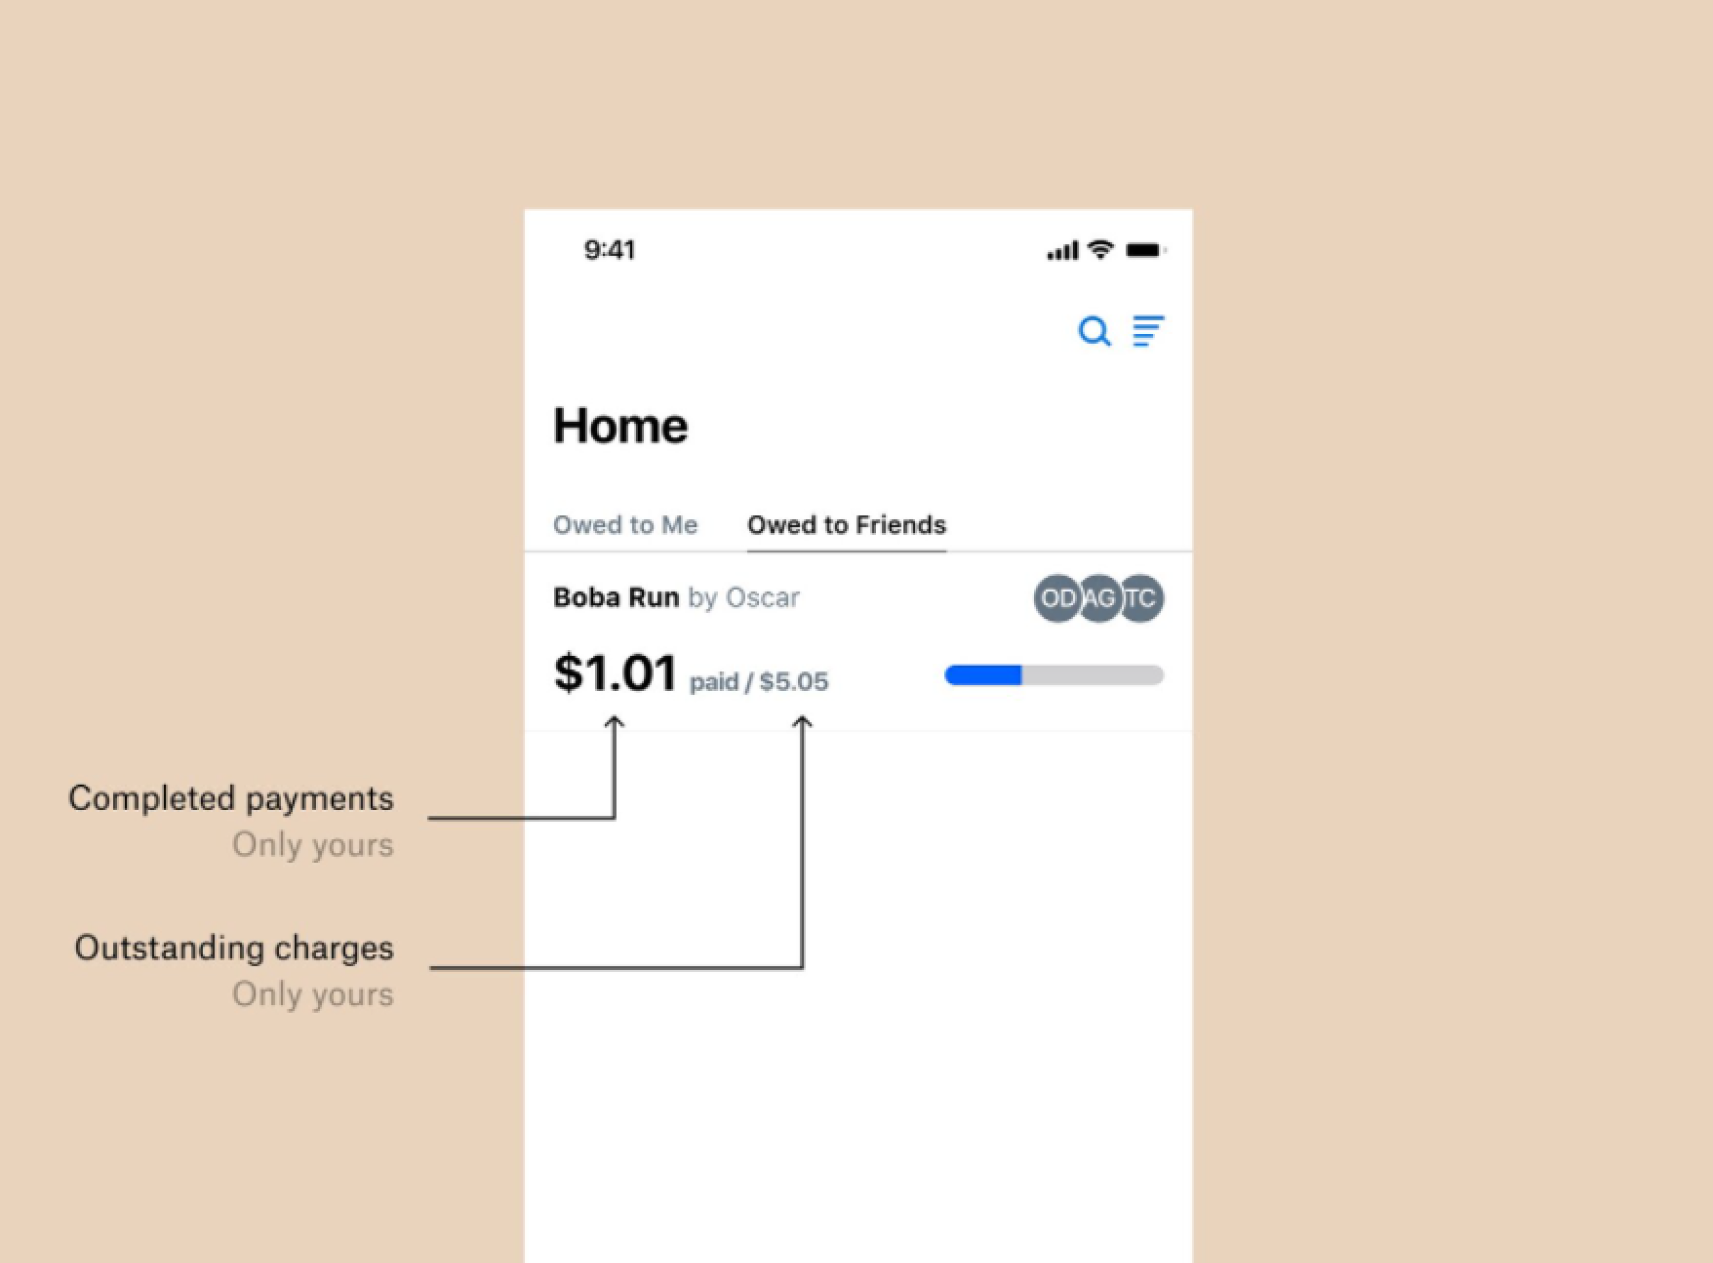 9:41
Home
Owed to Me Owed to Friends
Boba Run by Oscar OD AG TC
$1.01 paid / $5.05
Completed payments
Only yours
Outstanding charges
Only yours